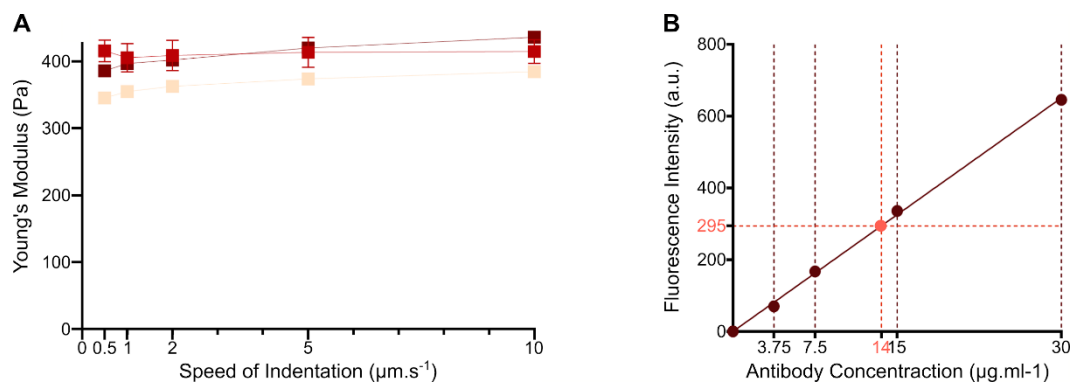 A
Young's Modulus (Pa)
400
300
200
100
0
0 0.5 1 2 5 10
Speed of Indentation (µm.s⁻¹)
B
Fluorescence Intensity (a.u.)
800
600
400
295
200
0
3.75 7.5 14 15 30
Antibody Concentration (µg.ml-1)